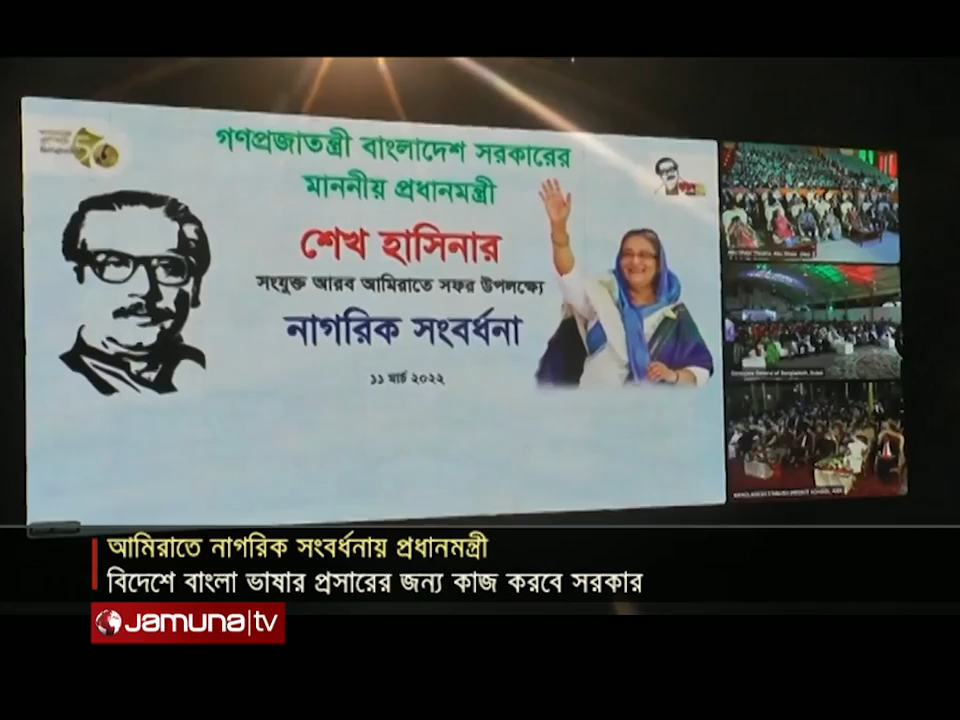 গণপ্রজাতন্ত্রী বাংলাদেশ সরকারের
মাননীয় প্রধানমন্ত্রী
শেখ হাসিনার
সংযুক্ত আরব আমিরাতে সফর উপলক্ষ্যে
নাগরিক সংবর্ধনা
১১ মার্চ ২০২২
আমিরাতে নাগরিক সংবর্ধনায় প্রধানমন্ত্রী
বিদেশে বাংলা ভাষার প্রসারের জন্য কাজ করবে সরকার
Jamuna|tv